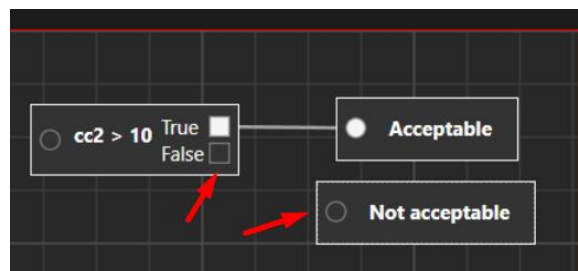 cc2 > 10
True
False
Acceptable
Not acceptable